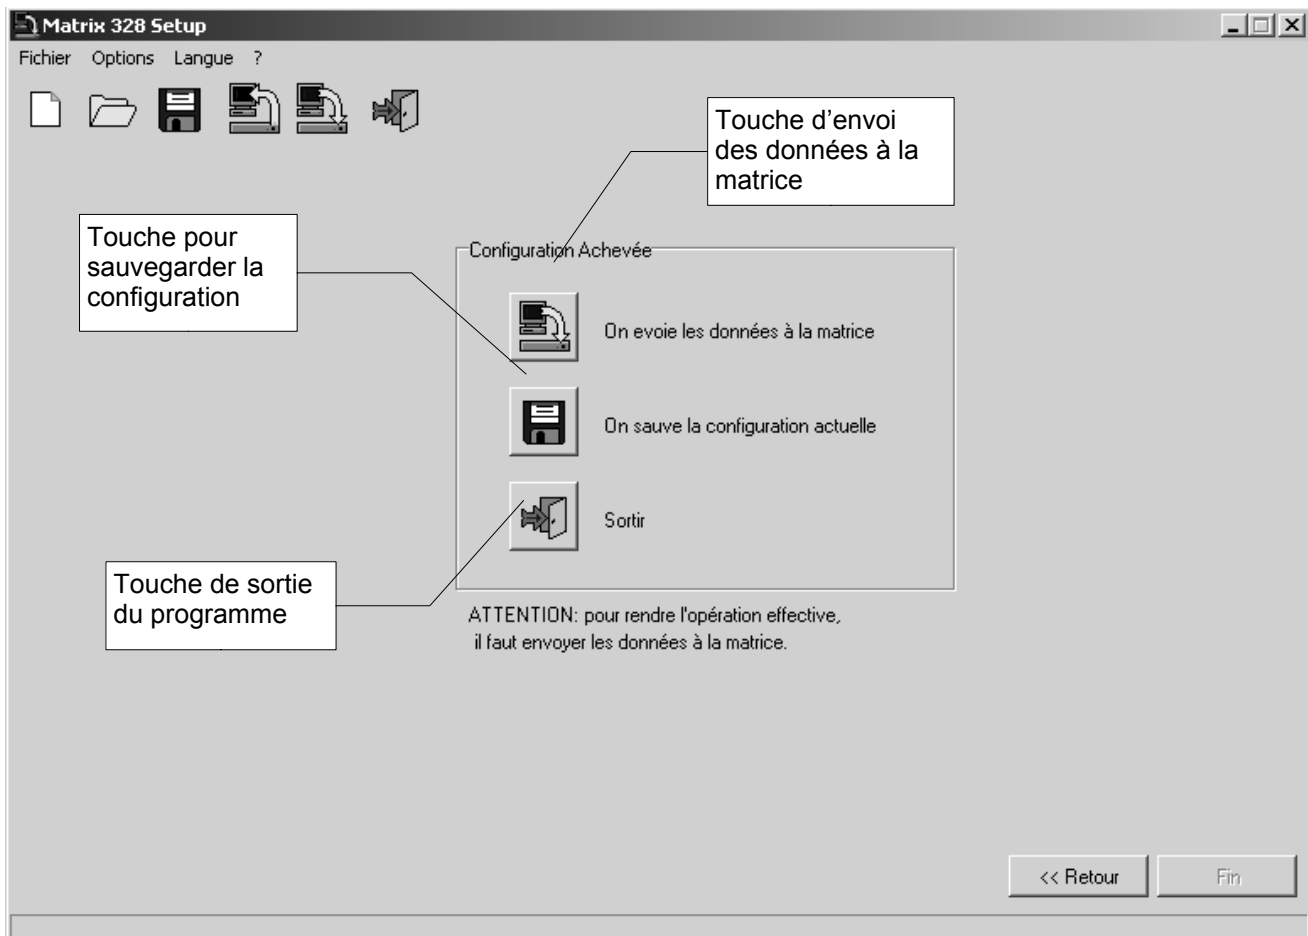 Matrix 328 Setup
Fichier Options Langue ?
Touche d’envoi
des données à la
matrice
Touche pour
sauvegarder la
configuration
Configuration Achevée
On evoie les données à la matrice
On sauve la configuration actuelle
Sortir
Touche de sortie
du programme
ATTENTION: pour rendre l'opération effective,
il faut envoyer les données à la matrice.
<< Retour
Fin